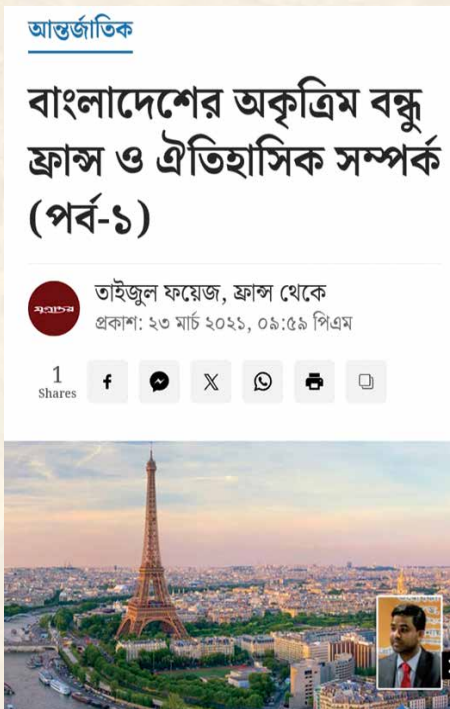 আন্তর্জাতিক
বাংলাদেশের অকৃত্রিম বন্ধু
ফ্রান্স ও ঐতিহাসিক সম্পর্ক
(পর্ব-১)
যুগান্তর
তাইজুল ফয়েজ, ফ্রান্স থেকে
প্রকাশ: ২৩ মার্চ ২০২১, ০৯:৫৯ পিএম
1
Shares